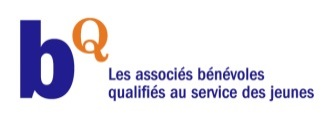 bQ
Les associés bénévoles
qualifiés au service des jeunes